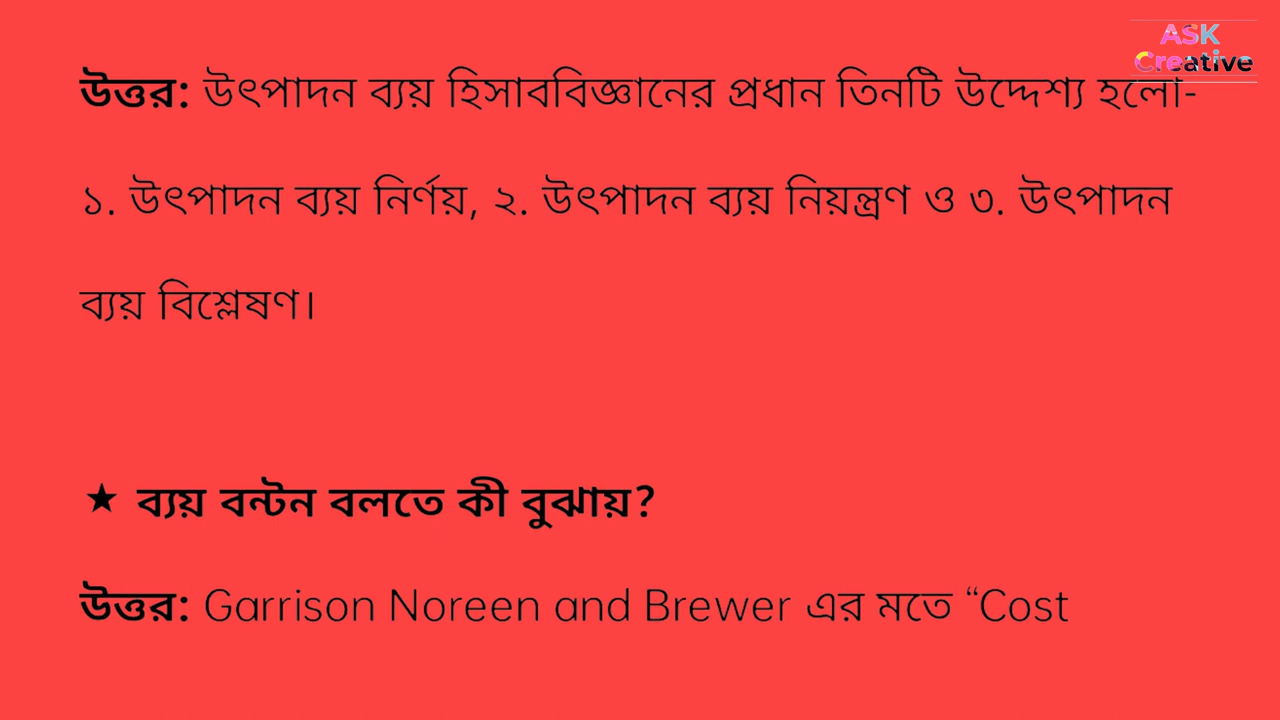 ASK
Creative
উত্তর: উৎপাদন ব্যয় হিসাববিজ্ঞানের প্রধান তিনটি উদ্দেশ্য হলো-
১. উৎপাদন ব্যয় নির্ণয়, ২. উৎপাদন ব্যয় নিয়ন্ত্রণ ও ৩. উৎপাদন
ব্যয় বিশ্লেষণ।
★ ব্যয় বন্টন বলতে কী বুঝায়?
উত্তর: Garrison Noreen and Brewer এর মতে “Cost